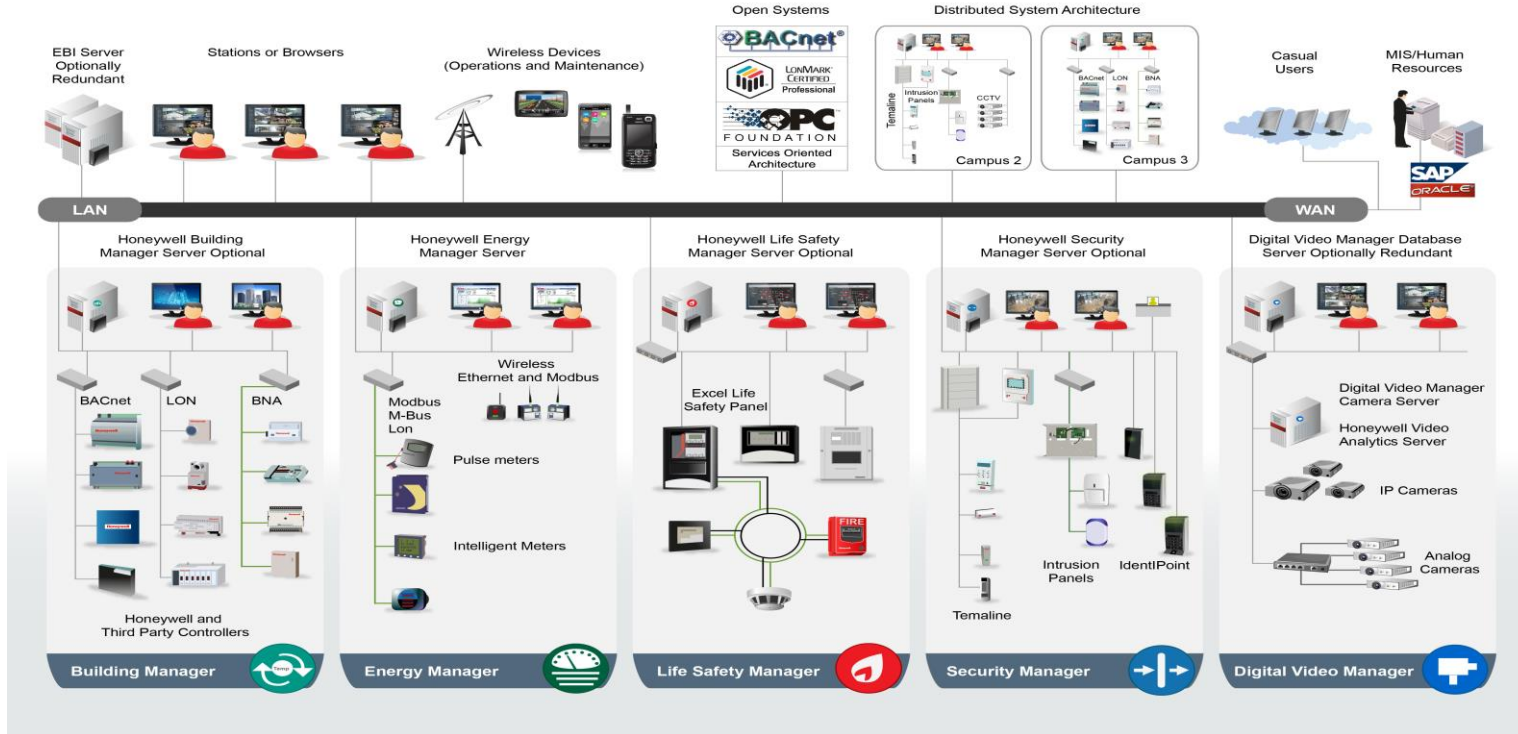 EBI Server
Optionally
Redundant
Stations or Browsers
Wireless Devices
(Operations and Maintenance)
Open Systems
BACnet®
LONMARK®
CERTIFIED
Professional
OPC
FOUNDATION
Services Oriented
Architecture
Distributed System Architecture
Temaline
Intrusion
Panels
CCTV
Campus 2
BACnet
LON
BNA
Campus 3
Casual
Users
MIS/Human
Resources
SAP
ORACLE
LAN
WAN
Honeywell Building
Manager Server Optional
Honeywell Energy
Manager Server
Honeywell Life Safety
Manager Server Optional
Honeywell Security
Manager Server Optional
Digital Video Manager Database
Server Optionally Redundant
BACnet
LON
BNA
Honeywell
Honeywell and
Third Party Controllers
Wireless
Ethernet and Modbus
Modbus
M-Bus
Lon
Pulse meters
Intelligent Meters
Excel Life
Safety Panel
FIRE
Intrusion
Panels
IdentIPoint
Temaline
Digital Video Manager
Camera Server
Honeywell Video
Analytics Server
IP Cameras
Analog
Cameras
Building Manager
Temp
Energy Manager
Life Safety Manager
Security Manager
Digital Video Manager